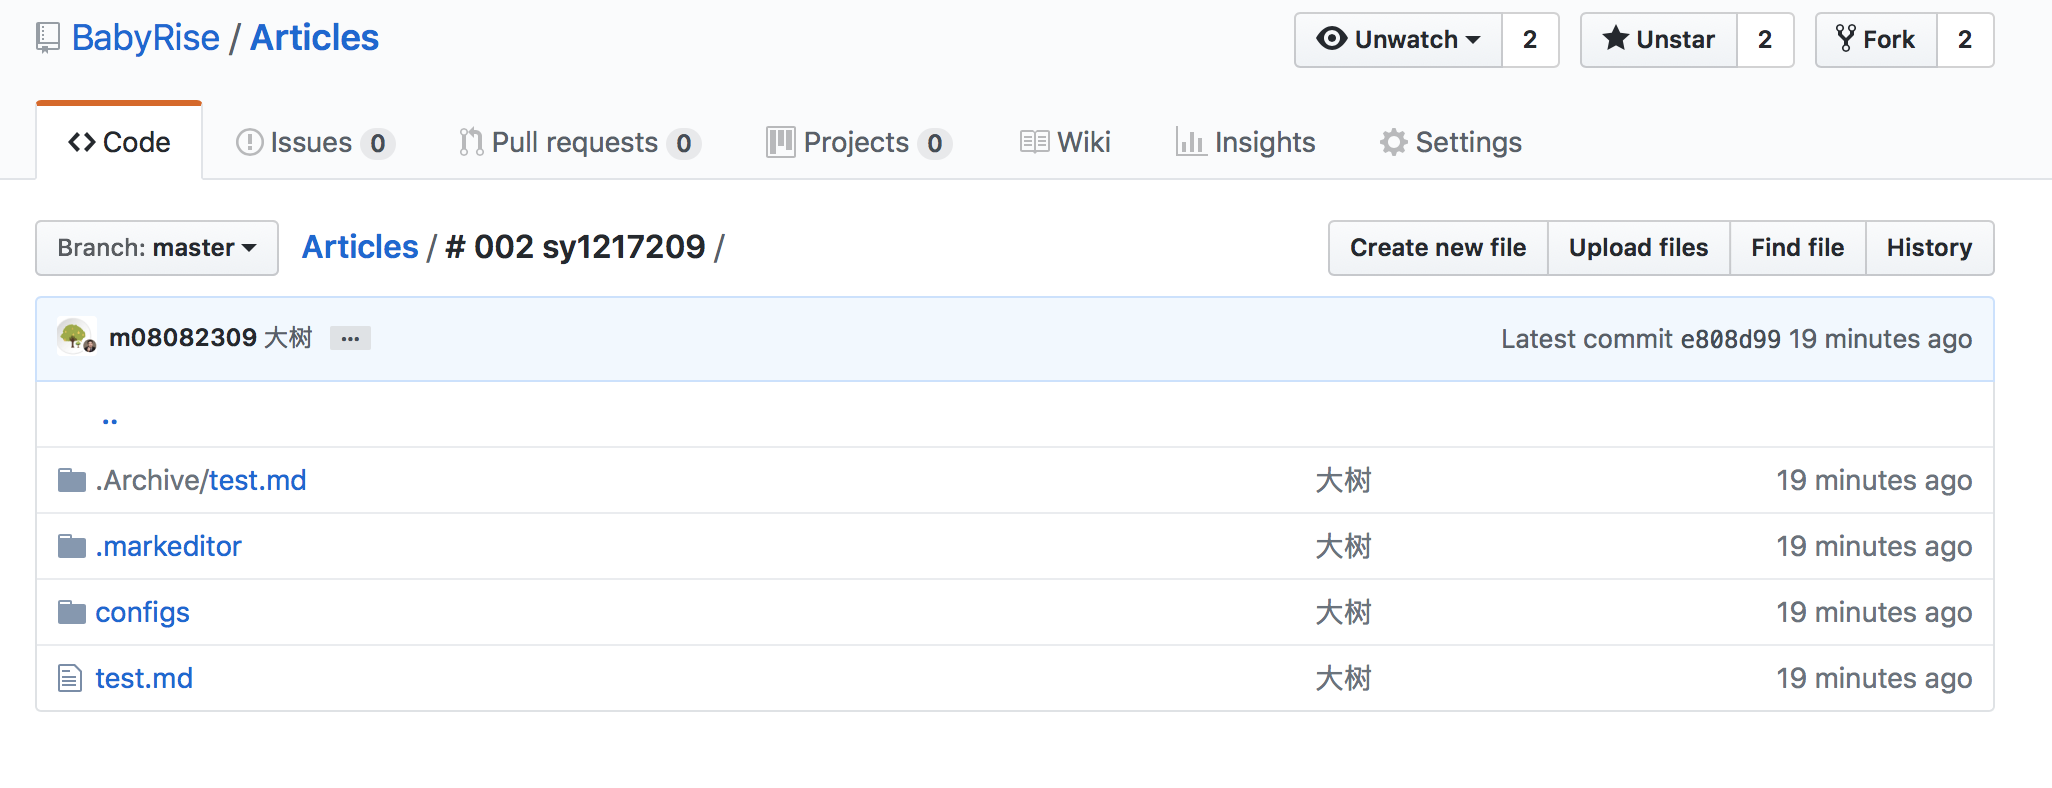 BabyRise / Articles
Unwatch 2 Unstar 2 Fork 2
Code Issues 0 Pull requests 0 Projects 0 Wiki Insights Settings
Branch: master Articles / # 002 sy1217209 / Create new file Upload files Find file History
m08082309 大树 ... Latest commit e808d99 19 minutes ago
..
.Archive/test.md 大树 19 minutes ago
.markeditor 大树 19 minutes ago
configs 大树 19 minutes ago
test.md 大树 19 minutes ago